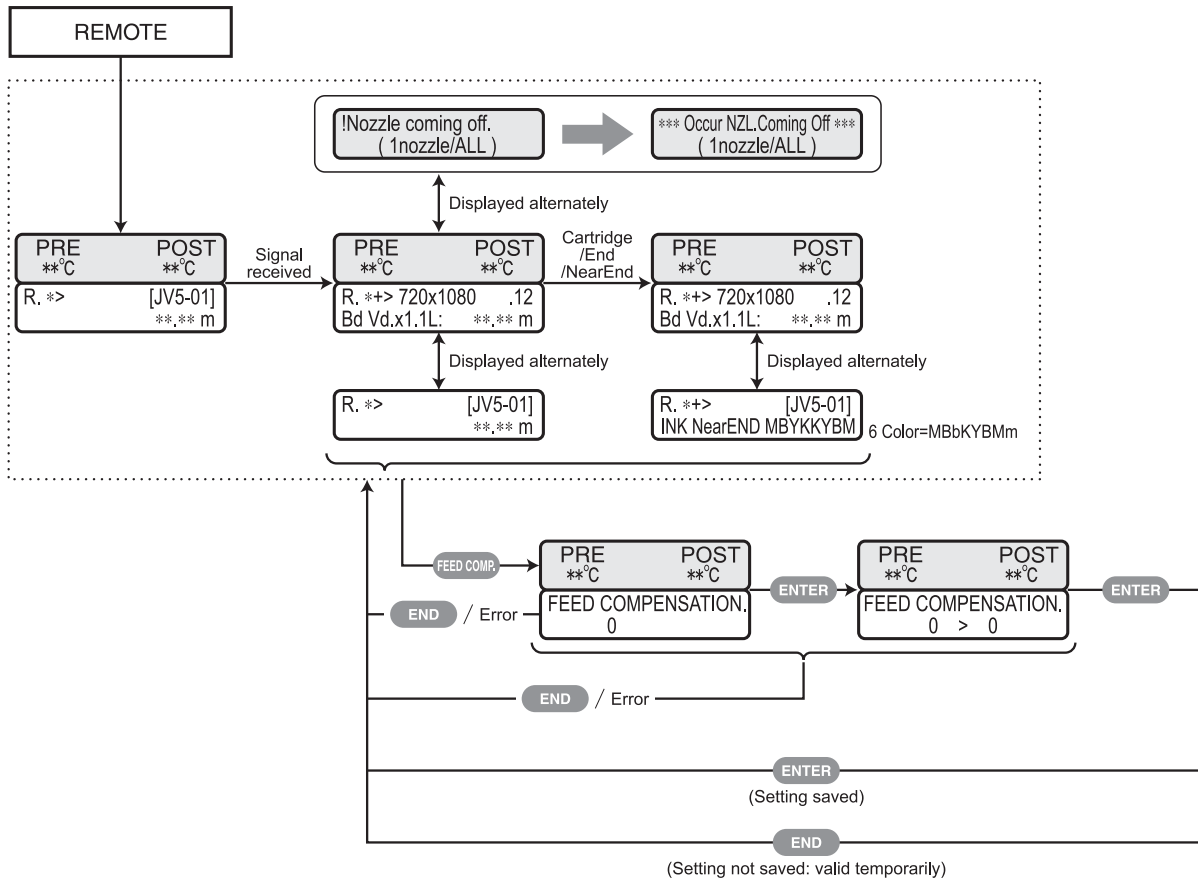 REMOTE
!Nozzle coming off.
( 1nozzle/ALL )
*** Occur NZL.Coming Off ***
( 1nozzle/ALL )
Displayed alternately
PRE POST
**°C **°C
R. *> [JV5-01]
**.** m
Signal
received
PRE POST
**°C **°C
R. *+> 720x1080 .12
Bd Vd.x1.1L: **.** m
Cartridge
/End
/NearEnd
PRE POST
**°C **°C
R. *+> 720x1080 .12
Bd Vd.x1.1L: **.** m
Displayed alternately
Displayed alternately
R. *> [JV5-01]
**.** m
R. *+> [JV5-01]
INK NearEND MBYKKYBM
6 Color=MBbKYBMm
FEED COMP.
PRE POST
**°C **°C
FEED COMPENSATION.
0
ENTER
PRE POST
**°C **°C
FEED COMPENSATION.
0 > 0
ENTER
END / Error
END / Error
ENTER
(Setting saved)
END
(Setting not saved: valid temporarily)